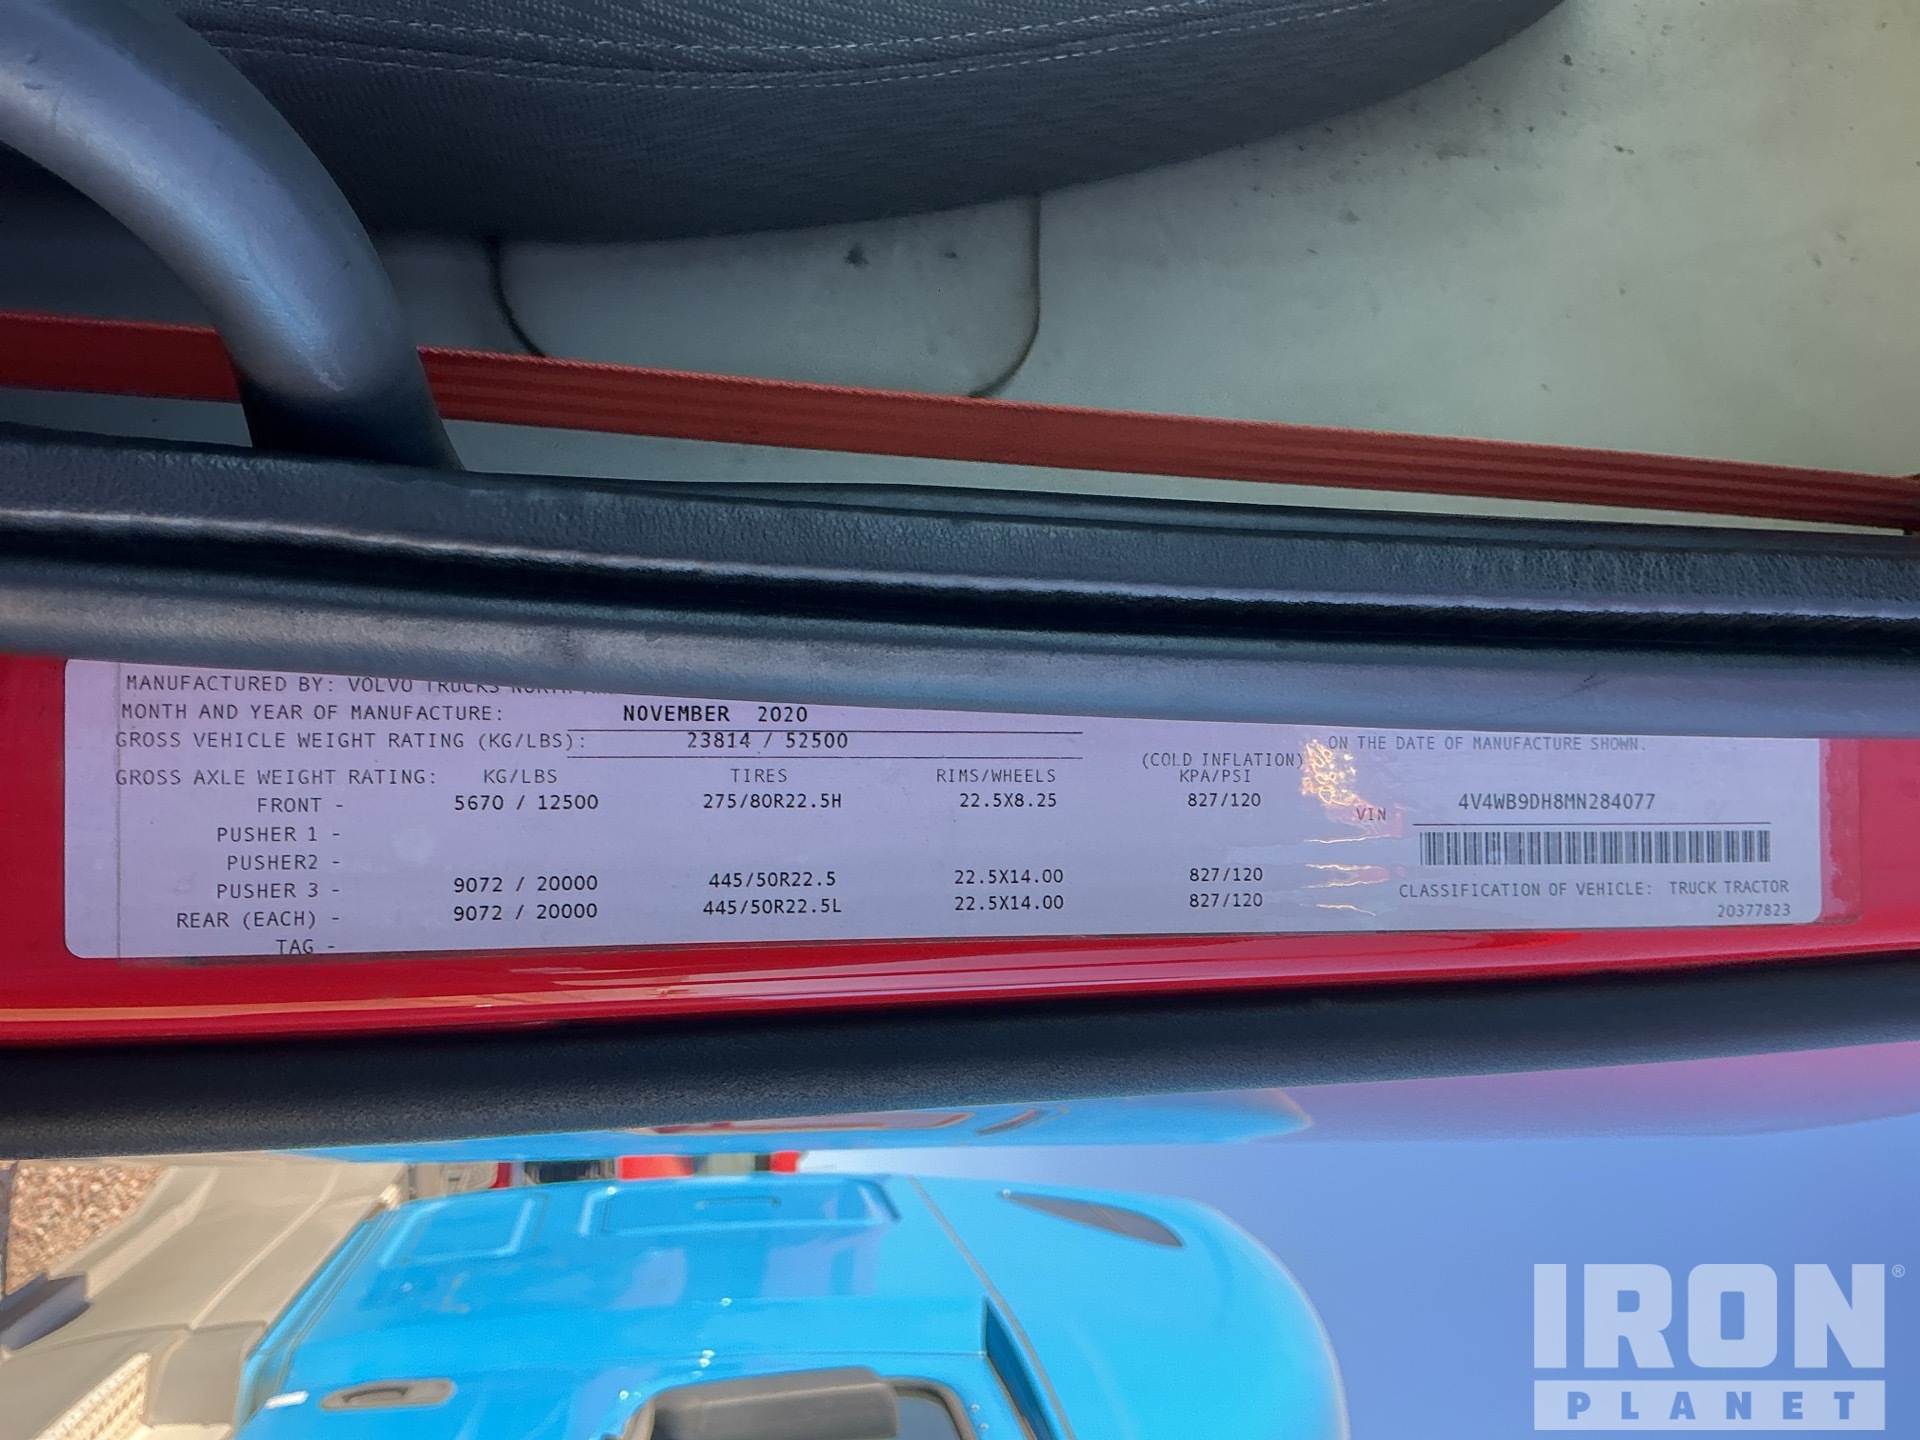 MANUFACTURED BY: VOLVO TRUCKS NORTH
MONTH AND YEAR OF MANUFACTURE: NOVEMBER 2020
GROSS VEHICLE WEIGHT RATING (KG/LBS): 23814 / 52500
ON THE DATE OF MANUFACTURE SHOWN.
(COLD INFLATION)
GROSS AXLE WEIGHT RATING: KG/LBS TIRES RIMS/WHEELS KPA/PSI
FRONT - 5670 / 12500 275/80R22.5H 22.5X8.25 827/120
VIN 4V4WB9DH8MN284077
PUSHER 1 -
PUSHER2 -
PUSHER 3 - 9072 / 20000 445/50R22.5 22.5X14.00 827/120
REAR (EACH) - 9072 / 20000 445/50R22.5L 22.5X14.00 827/120
TAG -
CLASSIFICATION OF VEHICLE: TRUCK TRACTOR
20377823
IRON®
PLANET